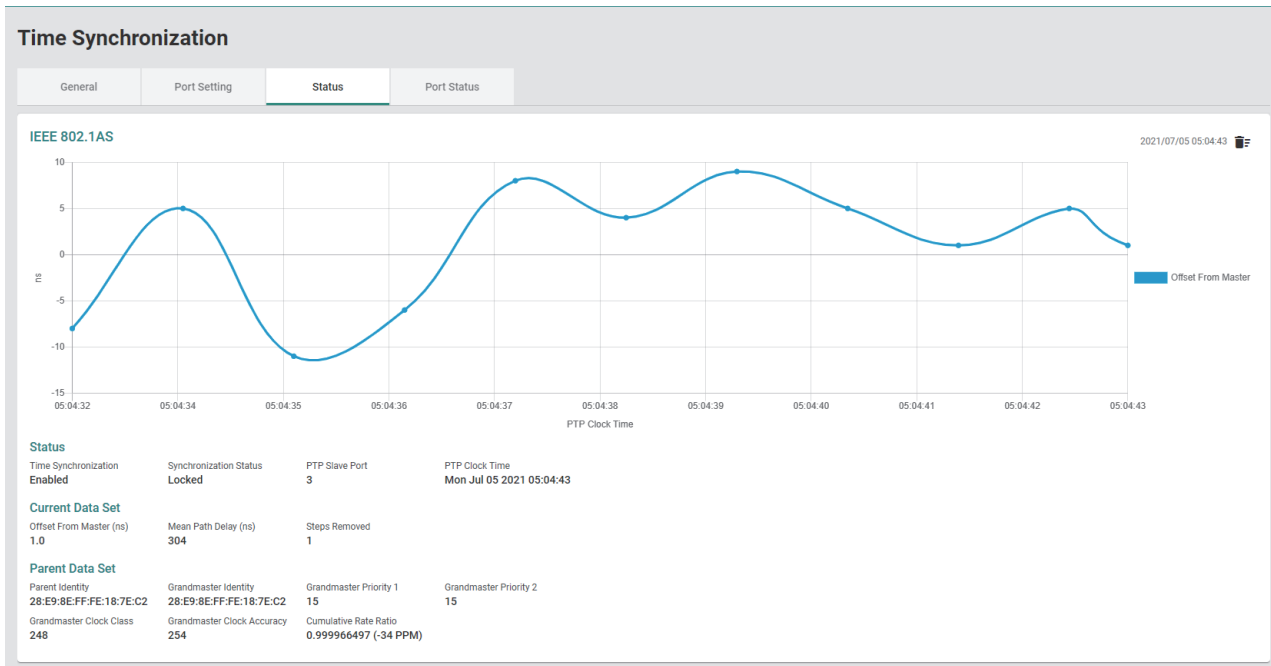 Time Synchronization
General Port Setting Status Port Status
IEEE 802.1AS
2021/07/05 05:04:43
10
5
0
-5
-10
-15
ns
05:04:32 05:04:34 05:04:35 05:04:36 05:04:37 05:04:38 05:04:39 05:04:40 05:04:41 05:04:42 05:04:43
PTP Clock Time
Offset From Master
Status
Time Synchronization Synchronization Status PTP Slave Port PTP Clock Time
Enabled Locked 3 Mon Jul 05 2021 05:04:43
Current Data Set
Offset From Master (ns) Mean Path Delay (ns) Steps Removed
1.0 304 1
Parent Data Set
Parent Identity Grandmaster Identity Grandmaster Priority 1 Grandmaster Priority 2
28:E9:8E:FF:FE:18:7E:C2 28:E9:8E:FF:FE:18:7E:C2 15 15
Grandmaster Clock Class Grandmaster Clock Accuracy Cumulative Rate Ratio
248 254 0.999966497 (-34 PPM)